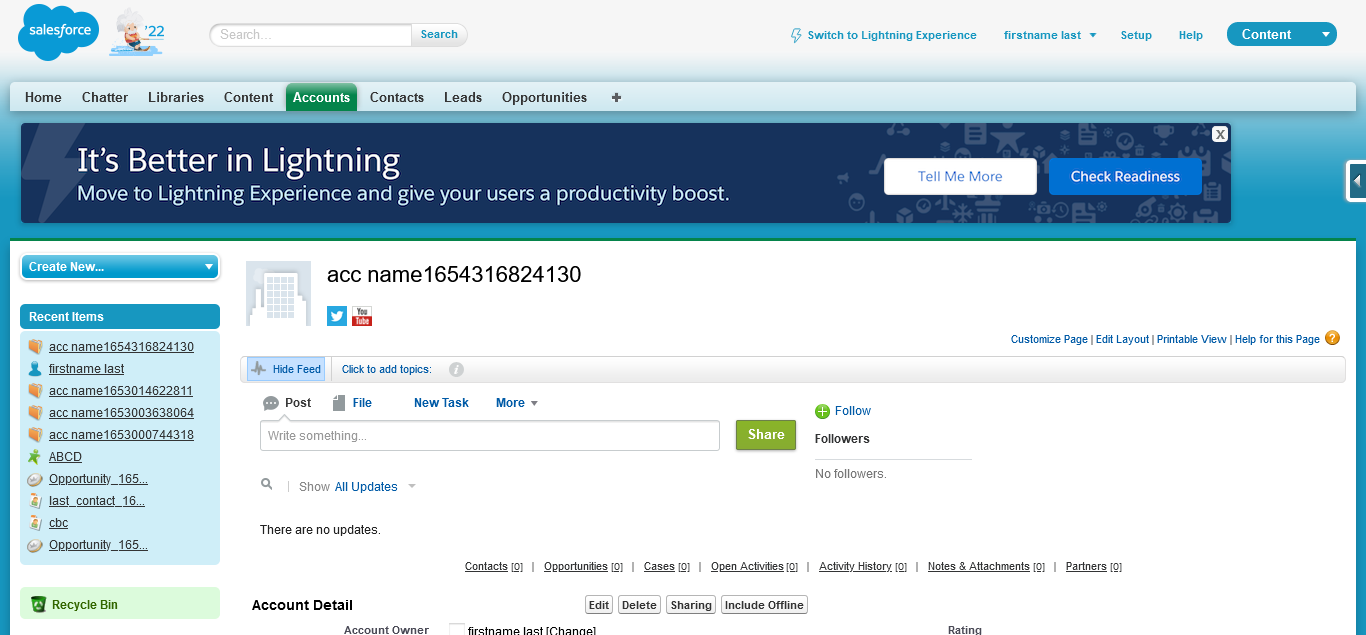 salesforce
'22
Search...
Search
Switch to Lightning Experience
firstname last
Setup
Help
Content
Home
Chatter
Libraries
Content
Accounts
Contacts
Leads
Opportunities
It's Better in Lightning
Move to Lightning Experience and give your users a productivity boost.
Tell Me More
Check Readiness
X
Create New...
Recent Items
acc name1654316824130
firstname last
acc name1653014622811
acc name1653003638064
acc name1653000744318
ABCD
Opportunity_165...
last_contact_16...
cbc
Opportunity_165...
Recycle Bin
acc name1654316824130
You
Tube
Customize Page | Edit Layout | Printable View | Help for this Page ?
Hide Feed
Click to add topics:
i
Post
File
New Task
More
Write something...
Share
Follow
Followers
No followers.
Show All Updates
There are no updates.
Contacts [0] | Opportunities [0] | Cases [0] | Open Activities [0] | Activity History [0] | Notes & Attachments [0] | Partners [0]
Account Detail
Edit
Delete
Sharing
Include Offline
Account Owner
firstname last [Change]
Rating